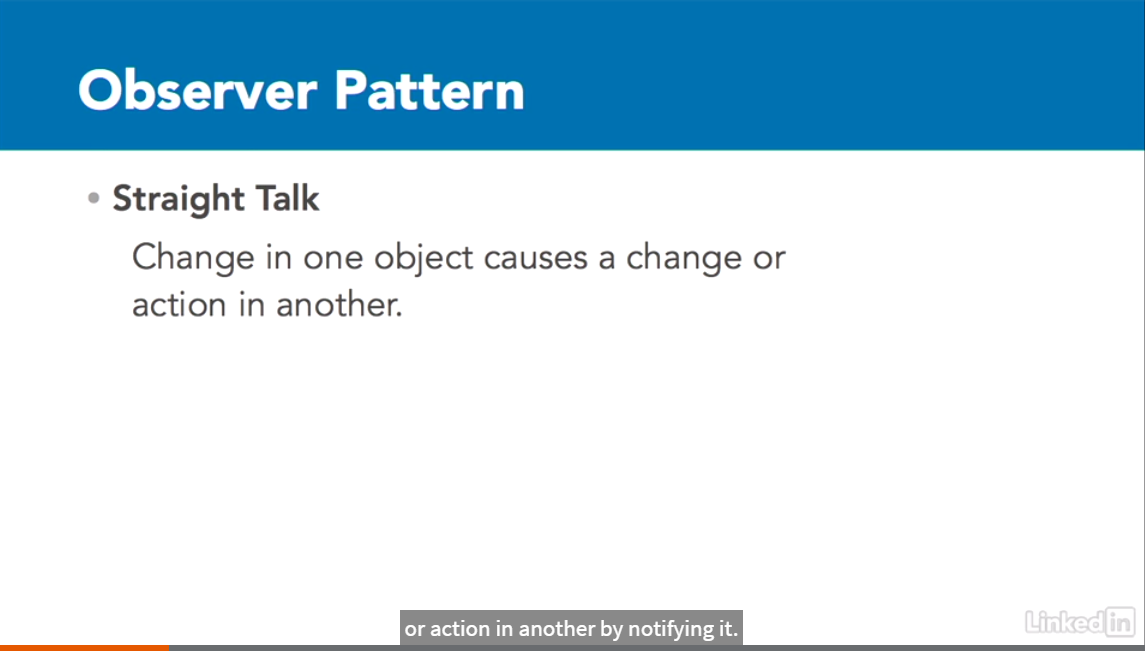 Observer Pattern
• Straight Talk
Change in one object causes a change or
action in another.
or action in another by notifying it.
LinkedIn